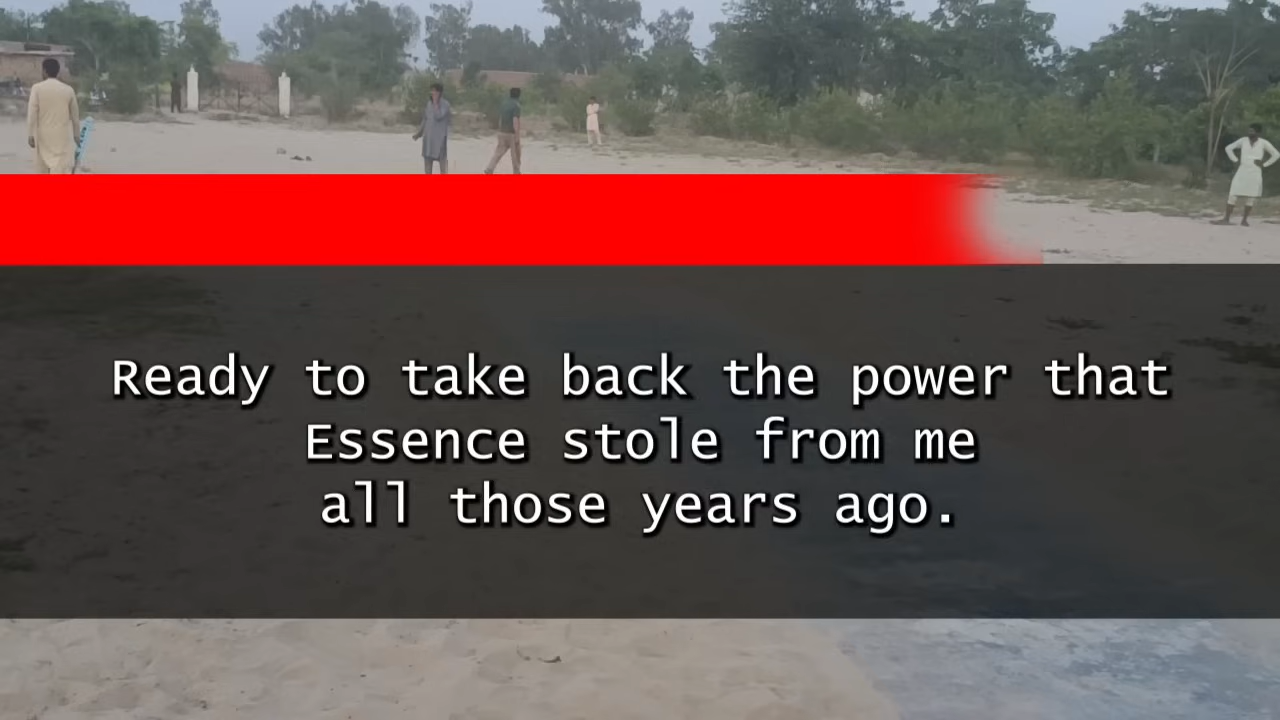 Ready to take back the power that
Essence stole from me
all those years ago.